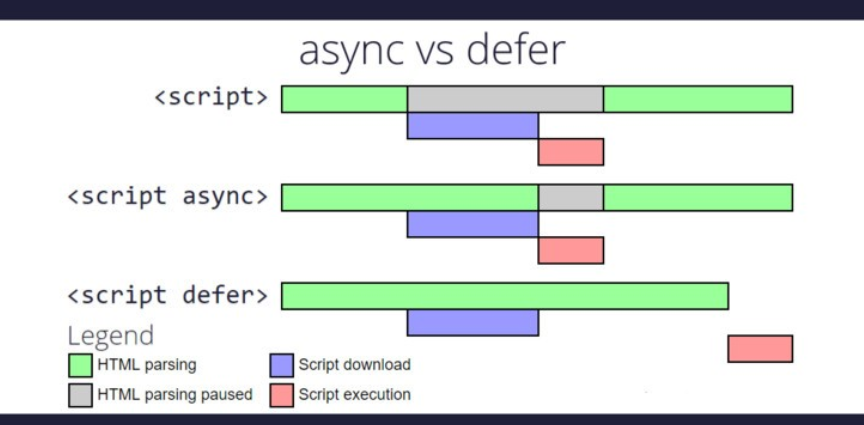 async vs defer
<script>
<script async>
<script defer>
Legend
HTML parsing
Script download
HTML parsing paused
Script execution